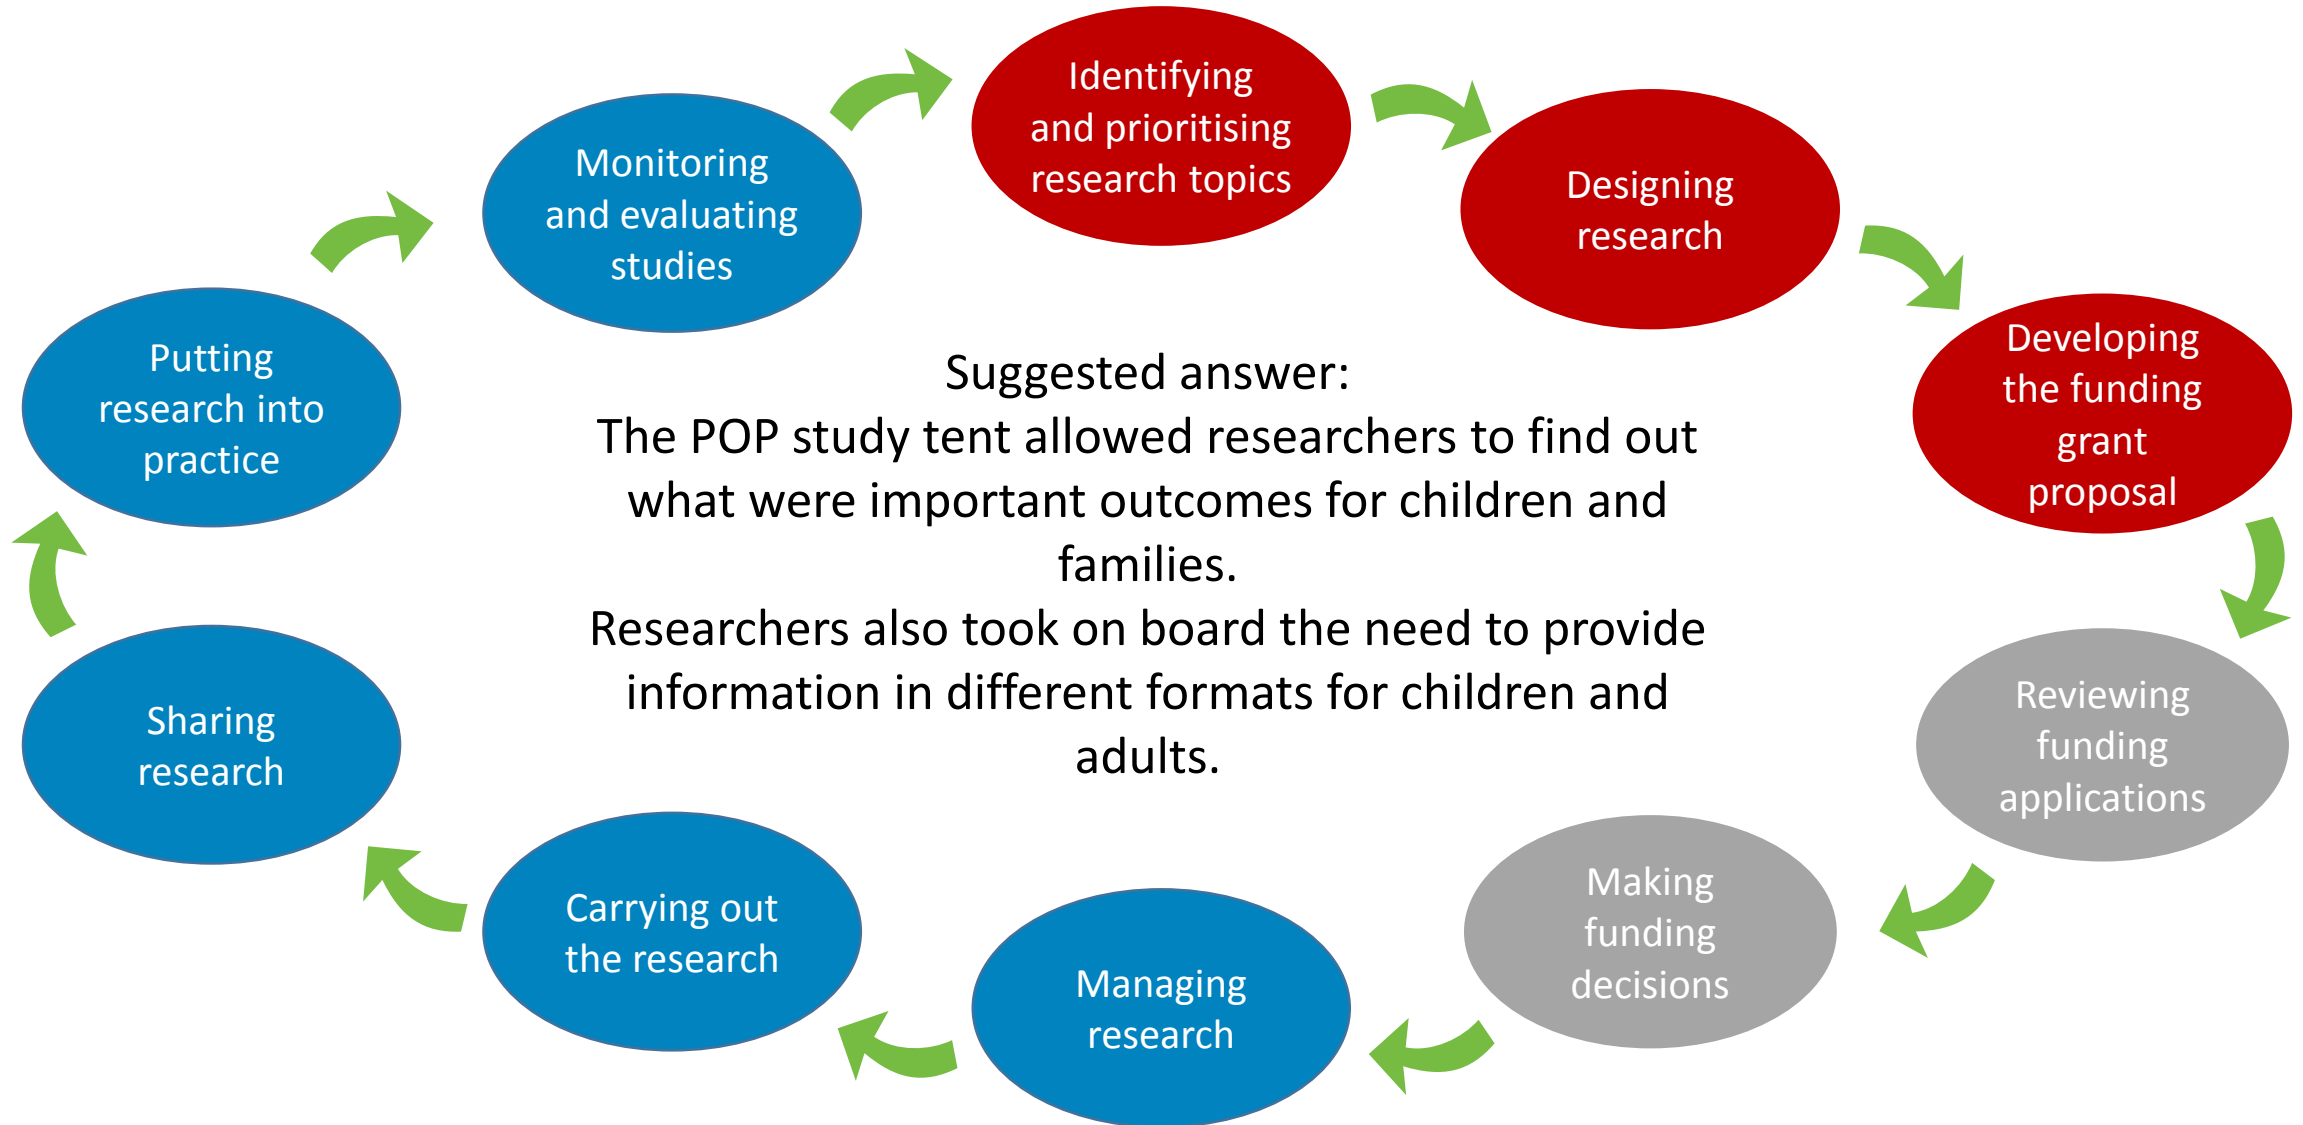 Identifying
and prioritising
research topics
Designing
research
Developing
the funding
grant
proposal
Reviewing
funding
applications
Making
funding
decisions
Managing
research
Carrying out
the research
Sharing
research
Putting
research into
practice
Monitoring
and evaluating
studies
Suggested answer:
The POP study tent allowed researchers to find out
what were important outcomes for children and
families.
Researchers also took on board the need to provide
information in different formats for children and
adults.